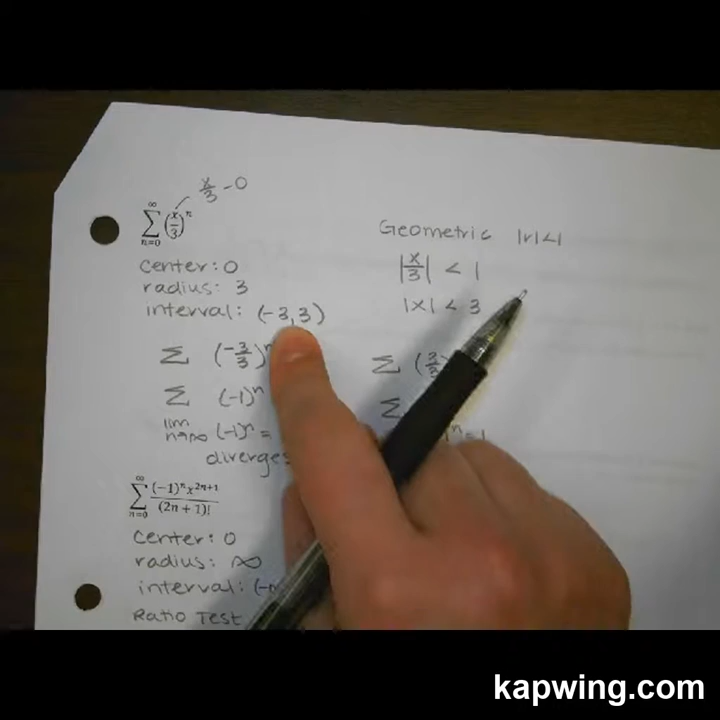 x/3 - 0
∞ Σ n=0 (x/3)^n
Geometric |r|<1
center: 0
|x/3| < 1
radius: 3
|x| < 3
interval: (-3,3)
Σ (-3/3)^n
Σ (3/3)
Σ (-1)^n
Σ
lim n→∞ (-1)^n =
^n = 1
diverges
∞ Σ n=0 (-1)^n x^(2n+1) / (2n + 1)!
center: 0
radius: ∞
interval: (-
Ratio Test
kapwing.com